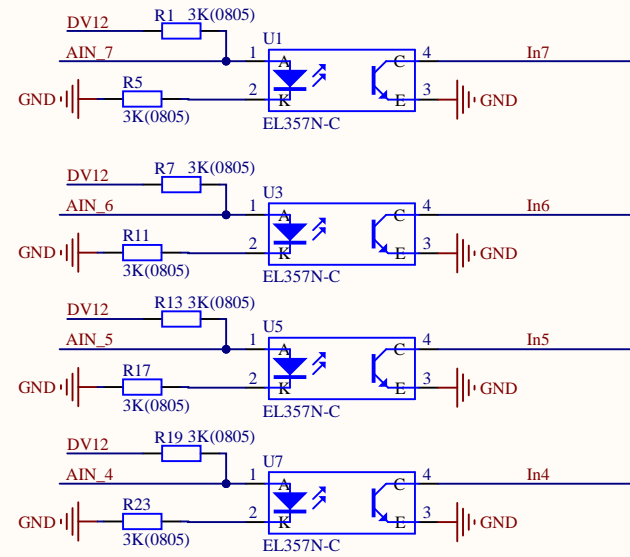 R1 3K(0805)
DV12
U1
AIN_7 1 A C 4 In7
R5
GND 2 K E 3 GND
3K(0805)
EL357N-C
R7 3K(0805)
DV12
U3
AIN_6 1 A C 4 In6
R11
GND 2 K E 3 GND
3K(0805)
EL357N-C
R13 3K(0805)
DV12
U5
AIN_5 1 A C 4 In5
R17
GND 2 K E 3 GND
3K(0805)
EL357N-C
R19 3K(0805)
DV12
U7
AIN_4 1 A C 4 In4
R23
GND 2 K E 3 GND
3K(0805)
EL357N-C